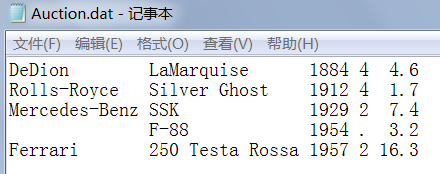 Auction.dat - 记事本
文件(F) 编辑(E) 格式(O) 查看(V) 帮助(H)
DeDion        LaMarquise      1884 4  4.6
Rolls-Royce   Silver Ghost    1912 4  1.7
Mercedes-Benz SSK             1929 2  7.4
              F-88            1954 .  3.2
Ferrari       250 Testa Rossa 1957 2 16.3